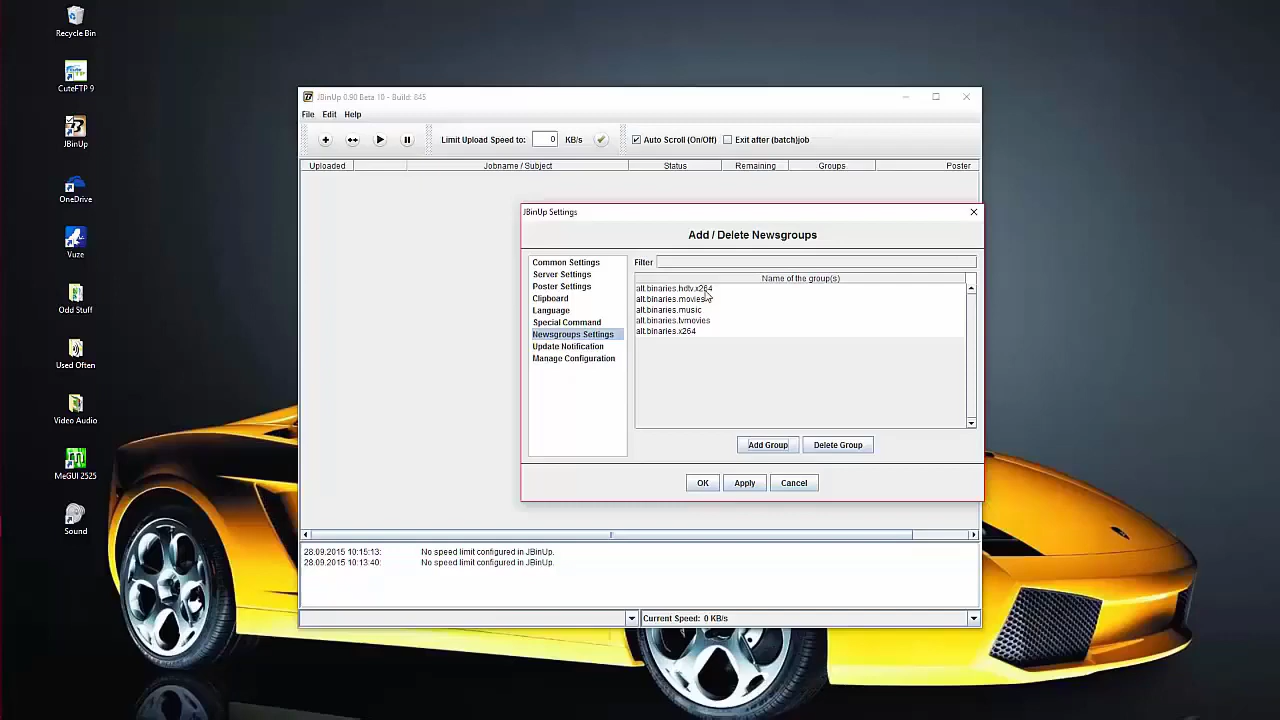 Recycle Bin
CuteFTP 9
JBinUp
OneDrive
Vuze
Odd Stuff
Used Often
Video Audio
MeGUI 2525
Sound
JBinUp 0.90 Beta 10 - Build: 845
File Edit Help
Limit Upload Speed to: 0 KB/s Auto Scroll (On/Off) Exit after (batch)job
Uploaded Jobname / Subject Status Remaining Groups Poster
JBinUp Settings
Add / Delete Newsgroups
Common Settings
Server Settings
Poster Settings
Clipboard
Language
Special Command
Newsgroups Settings
Update Notification
Manage Configuration
Filter
Name of the group(s)
alt.binaries.hdtv.x264
alt.binaries.movies
alt.binaries.music
alt.binaries.tvmovies
alt.binaries.x264
Add Group Delete Group
OK Apply Cancel
28.09.2015 10:15:13: No speed limit configured in JBinUp.
28.09.2015 10:13:40: No speed limit configured in JBinUp.
Current Speed: 0 KB/s